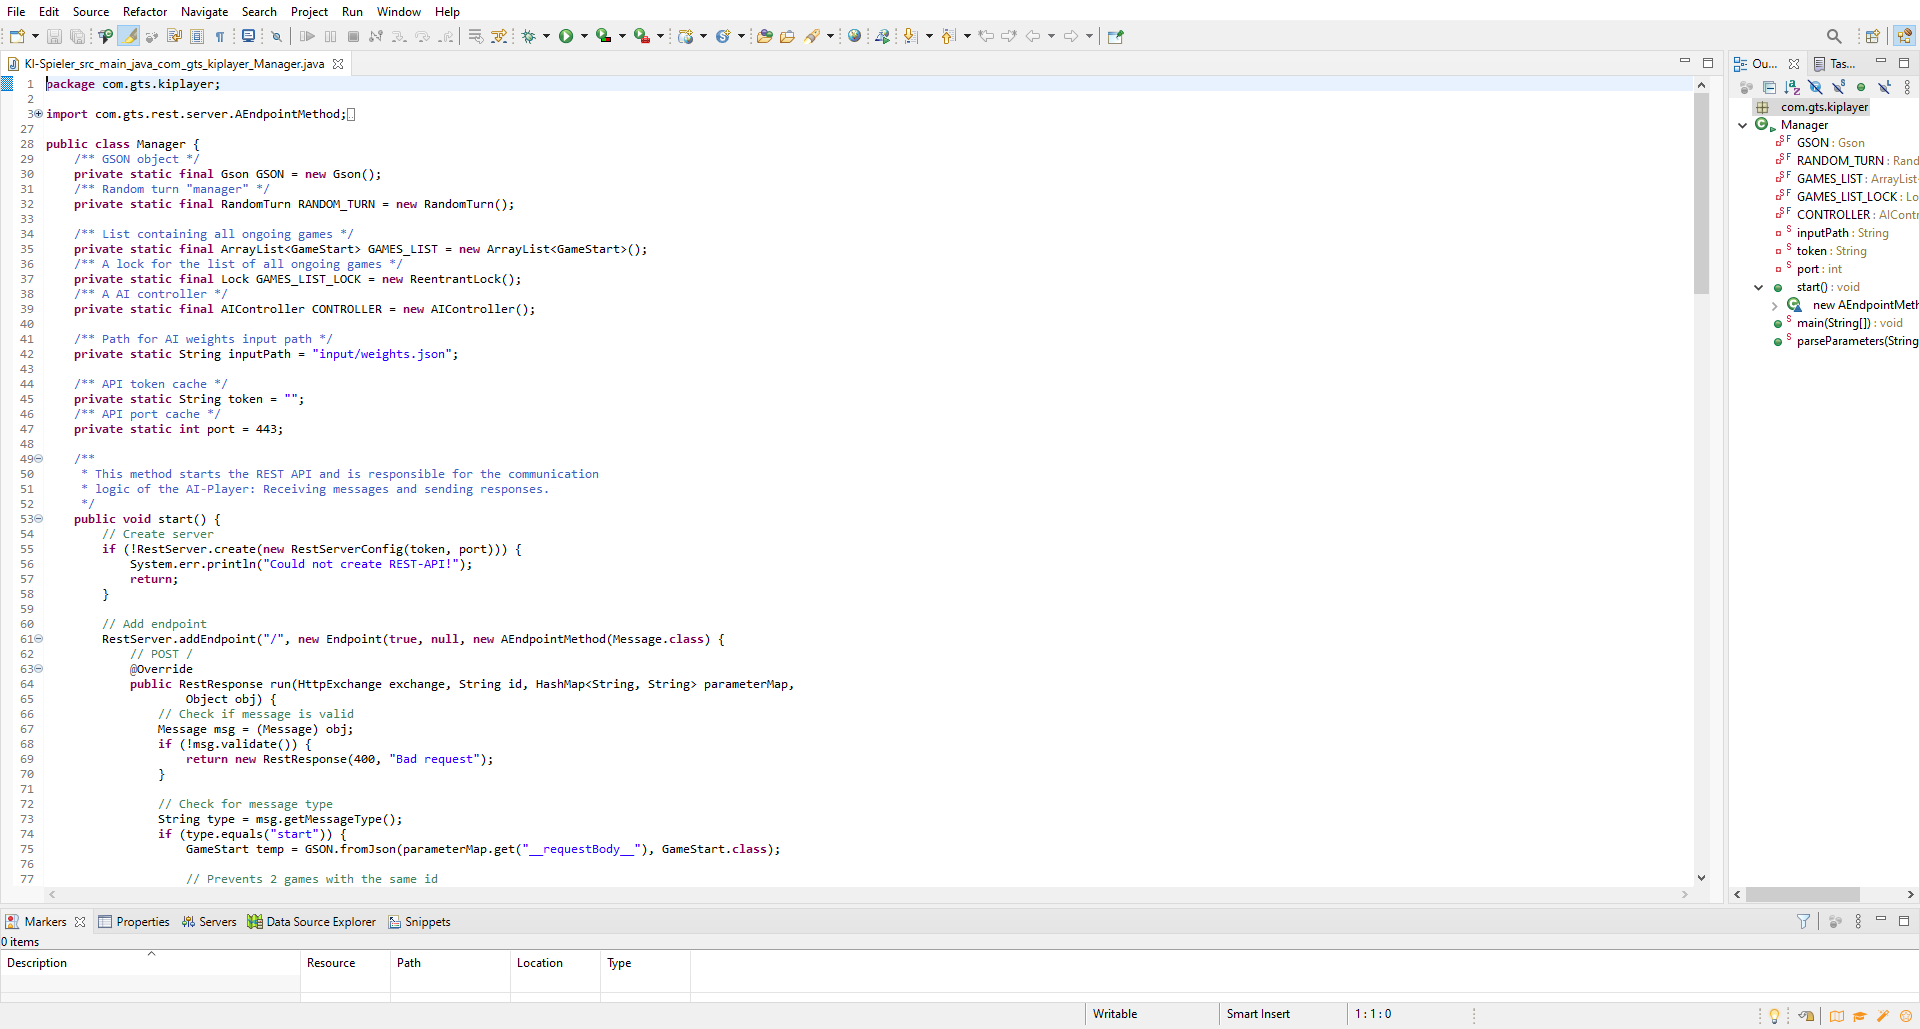 File Edit Source Refactor Navigate Search Project Run Window Help
KI-Spieler_src_main_java_com_gts_kiplayer_Manager.java
1 package com.gts.kiplayer;
2
3 import com.gts.rest.server.AEndpointMethod;
27
28 public class Manager {
29 /** GSON object */
30 private static final Gson GSON = new Gson();
31 /** Random turn "manager" */
32 private static final RandomTurn RANDOM_TURN = new RandomTurn();
33
34 /** List containing all ongoing games */
35 private static final ArrayList<GameStart> GAMES_LIST = new ArrayList<GameStart>();
36 /** A lock for the list of all ongoing games */
37 private static final Lock GAMES_LIST_LOCK = new ReentrantLock();
38 /** A AI controller */
39 private static final AIController CONTROLLER = new AIController();
40
41 /** Path for AI weights input path */
42 private static String inputPath = "input/weights.json";
43
44 /** API token cache */
45 private static String token = "";
46 /** API port cache */
47 private static int port = 443;
48
49 /**
50 * This method starts the REST API and is responsible for the communication
51 * logic of the AI-Player: Receiving messages and sending responses.
52 */
53 public void start() {
54 // Create server
55 if (!RestServer.create(new RestServerConfig(token, port))) {
56 System.err.println("Could not create REST-API!");
57 return;
58 }
59
60 // Add endpoint
61 RestServer.addEndpoint("/", new Endpoint(true, null, new AEndpointMethod(Message.class) {
62 // POST /
63 @Override
64 public RestResponse run(HttpExchange exchange, String id, HashMap<String, String> parameterMap,
65 Object obj) {
66 // Check if message is valid
67 Message msg = (Message) obj;
68 if (!msg.validate()) {
69 return new RestResponse(400, "Bad request");
70 }
71
72 // Check for message type
73 String type = msg.getMessageType();
74 if (type.equals("start")) {
75 GameStart temp = GSON.fromJson(parameterMap.get("__requestBody__"), GameStart.class);
76
77 // Prevents 2 games with the same id
Ou... Tas...
com.gts.kiplayer
Manager
GSON : Gson
RANDOM_TURN : Rand
GAMES_LIST : ArrayList
GAMES_LIST_LOCK : Lo
CONTROLLER : AIContr
inputPath : String
token : String
port : int
start() : void
new AEndpointMeth
main(String[]) : void
parseParameters(String
Markers Properties Servers Data Source Explorer Snippets
0 items
Description Resource Path Location Type
Writable Smart Insert 1 : 1 : 0